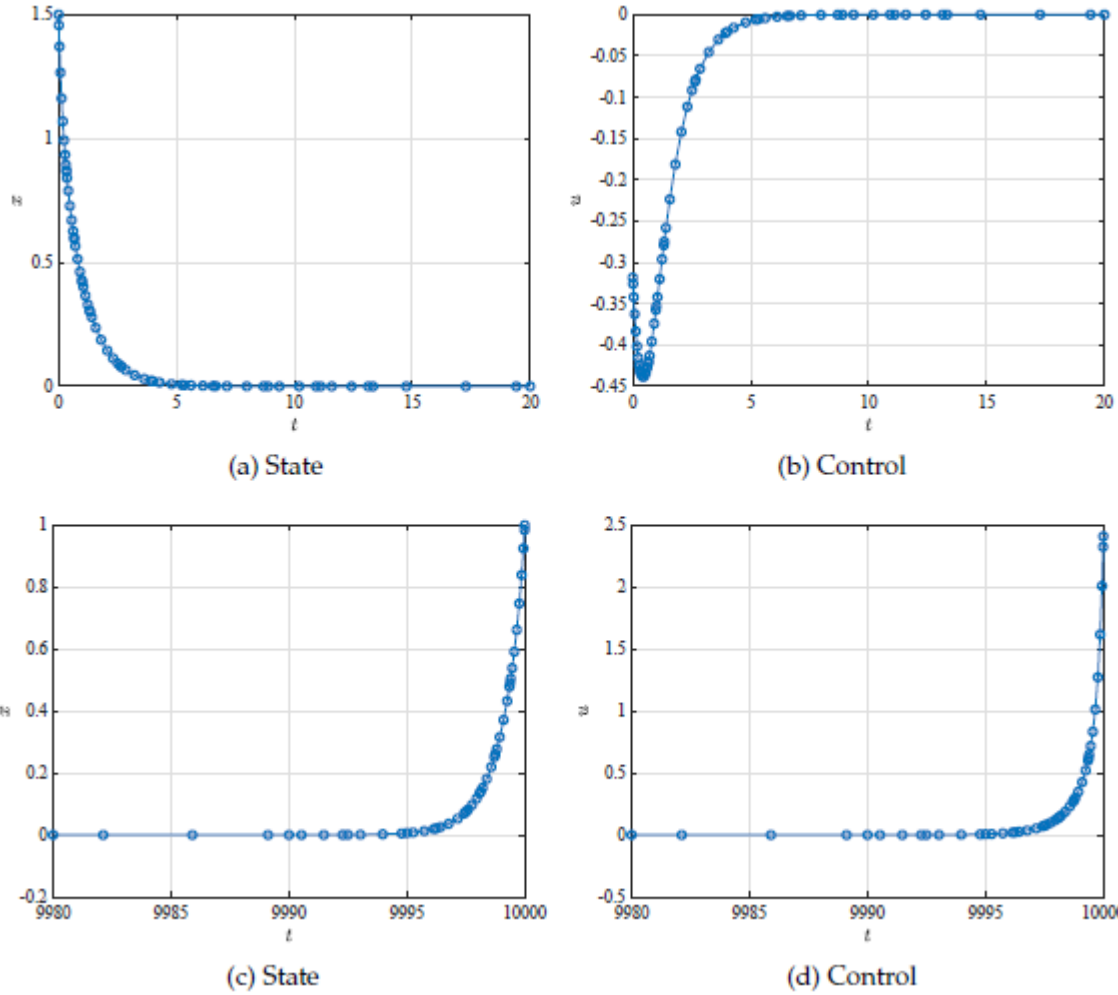 1.5
1
0.5
0
x
0 5 10 15 20
t
(a) State
0
-0.05
-0.1
-0.15
-0.2
-0.25
-0.3
-0.35
-0.4
-0.45
u
0 5 10 15 20
t
(b) Control
1
0.8
0.6
0.4
0.2
0
-0.2
x
9980 9985 9990 9995 10000
t
(c) State
2.5
2
1.5
1
0.5
0
-0.5
u
9980 9985 9990 9995 10000
t
(d) Control